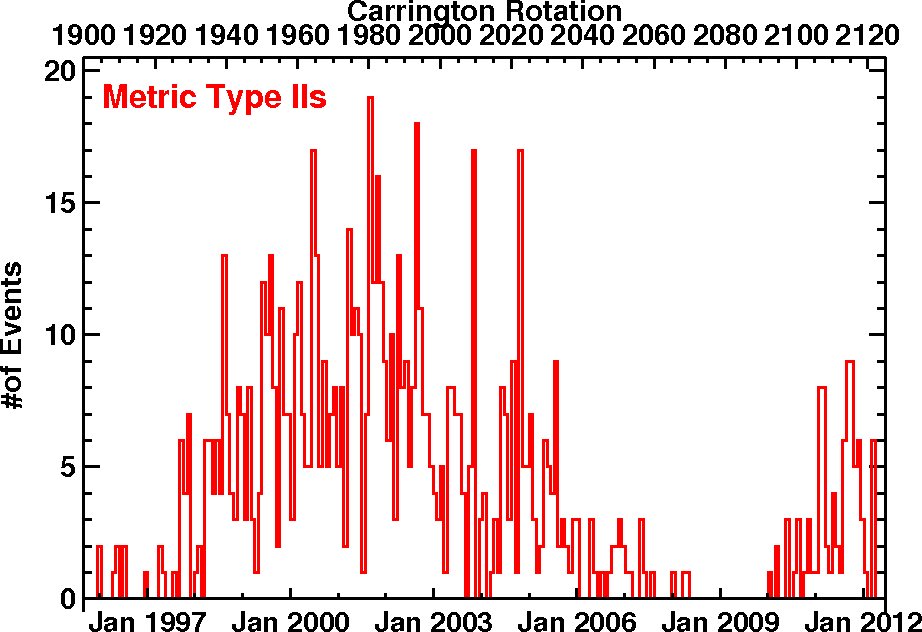 Carrington Rotation
1900 1920 1940 1960 1980 2000 2020 2040 2060 2080 2100 2120
20
Metric Type IIs
15
10
5
0
#of Events
Jan 1997 Jan 2000 Jan 2003 Jan 2006 Jan 2009 Jan 2012